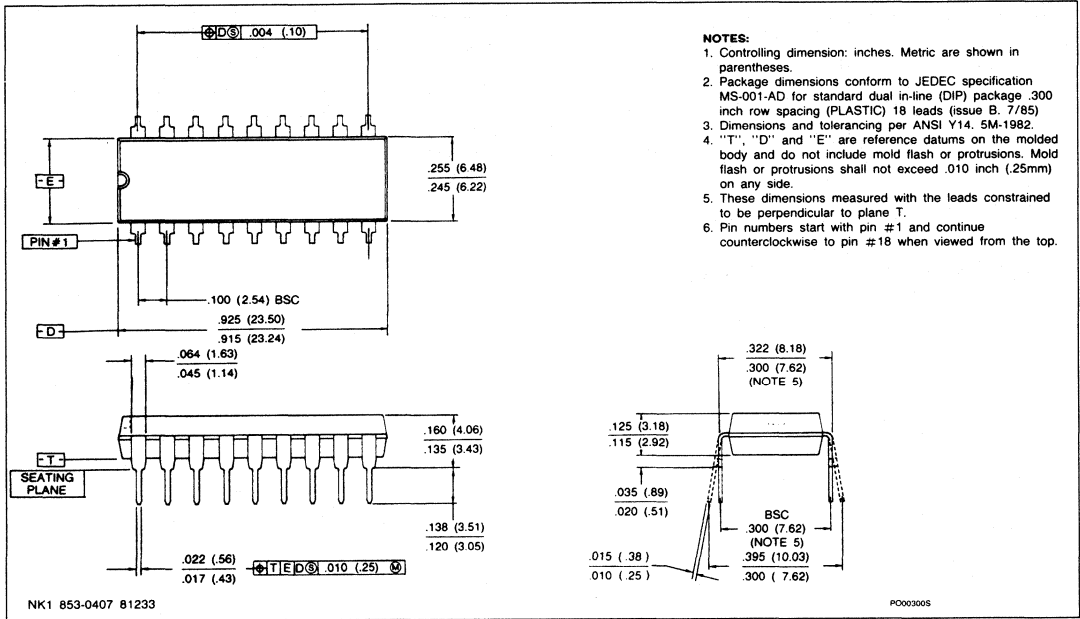 ⌖ D Ⓢ .004 (.10)
- E -
PIN #1
.255 (6.48)
.245 (6.22)
.100 (2.54) BSC
- D -
.925 (23.50)
.915 (23.24)
.064 (1.63)
.045 (1.14)
.160 (4.06)
.135 (3.43)
- T -
SEATING
PLANE
.138 (3.51)
.120 (3.05)
.022 (.56)
.017 (.43)
⌖ T E D Ⓢ .010 (.25) Ⓜ
NK1 853-0407 81233
NOTES:
1. Controlling dimension: inches. Metric are shown in
parentheses.
2. Package dimensions conform to JEDEC specification
MS-001-AD for standard dual in-line (DIP) package .300
inch row spacing (PLASTIC) 18 leads (issue B. 7/85)
3. Dimensions and tolerancing per ANSI Y14. 5M-1982.
4. "T", "D" and "E" are reference datums on the molded
body and do not include mold flash or protrusions. Mold
flash or protrusions shall not exceed .010 inch (.25mm)
on any side.
5. These dimensions measured with the leads constrained
to be perpendicular to plane T.
6. Pin numbers start with pin #1 and continue
counterclockwise to pin #18 when viewed from the top.
.322 (8.18)
.300 (7.62)
(NOTE 5)
.125 (3.18)
.115 (2.92)
.035 (.89)
.020 (.51)
BSC
.300 (7.62)
(NOTE 5)
.015 (.38 )
.010 (.25 )
.395 (10.03)
.300 ( 7.62)
PO00300S